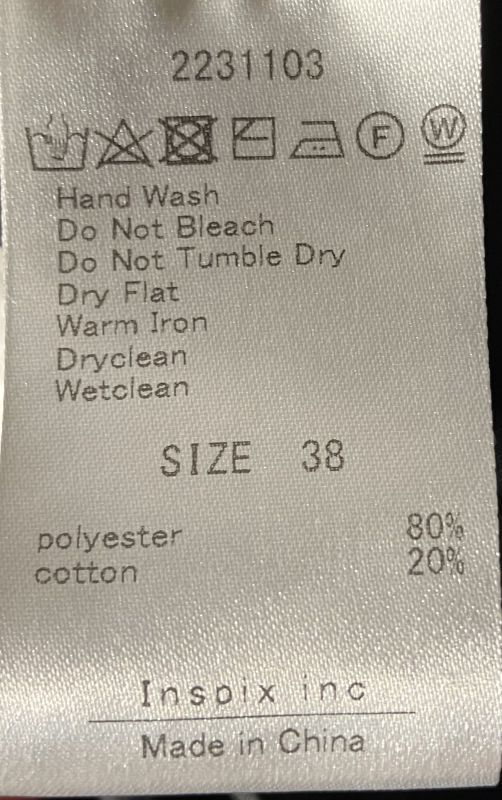 2231103
F W
Hand Wash
Do Not Bleach
Do Not Tumble Dry
Dry Flat
Warm Iron
Dryclean
Wetclean
SIZE 38
polyester 80%
cotton 20%
Inspix inc
Made in China